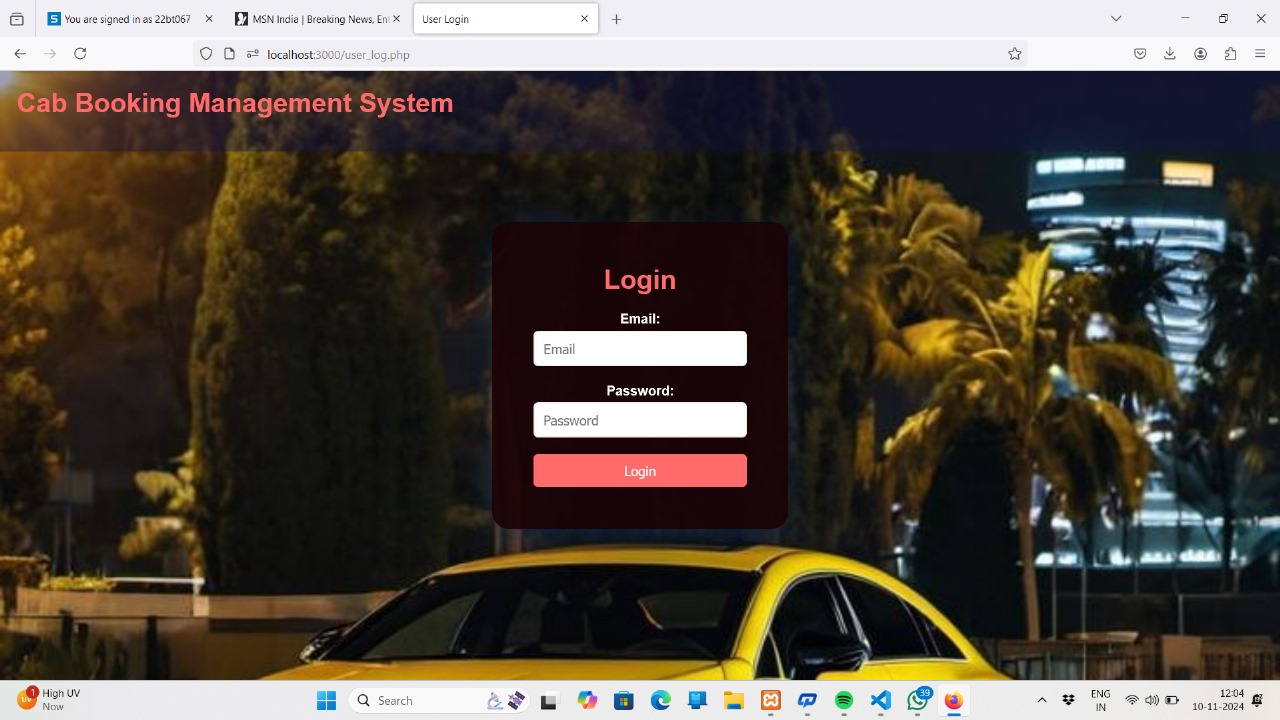 You are signed in as 22bt067
MSN India | Breaking News, Ent
User Login
localhost:3000/user_log.php
Cab Booking Management System
Login
Email:
Email
Password:
Password
Login
1
High UV
Now
Search
39
ENG
IN
12:04
10-11-2024